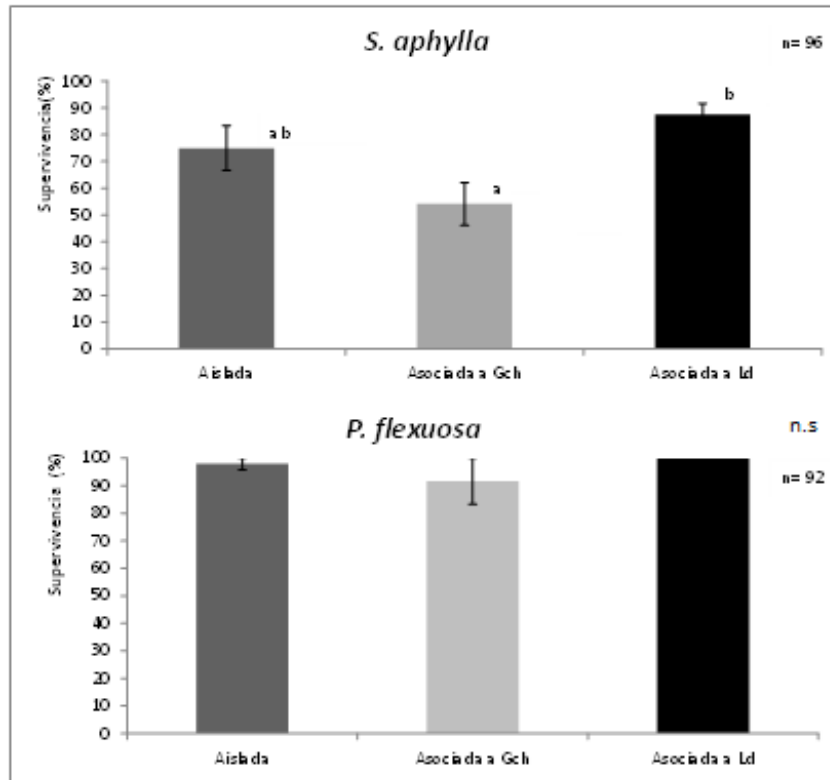 S. aphylla
n= 96
Supervivencia(%)
100
90
80
70
60
50
40
30
20
10
0
a b
a
b
Aislada
Asociada a Gch
Asociada a Ld
P. flexuosa
n.s
n= 92
Supervivencia (%)
100
90
80
70
60
50
40
30
20
10
0
Aislada
Asociada a Gch
Asociada a Ld